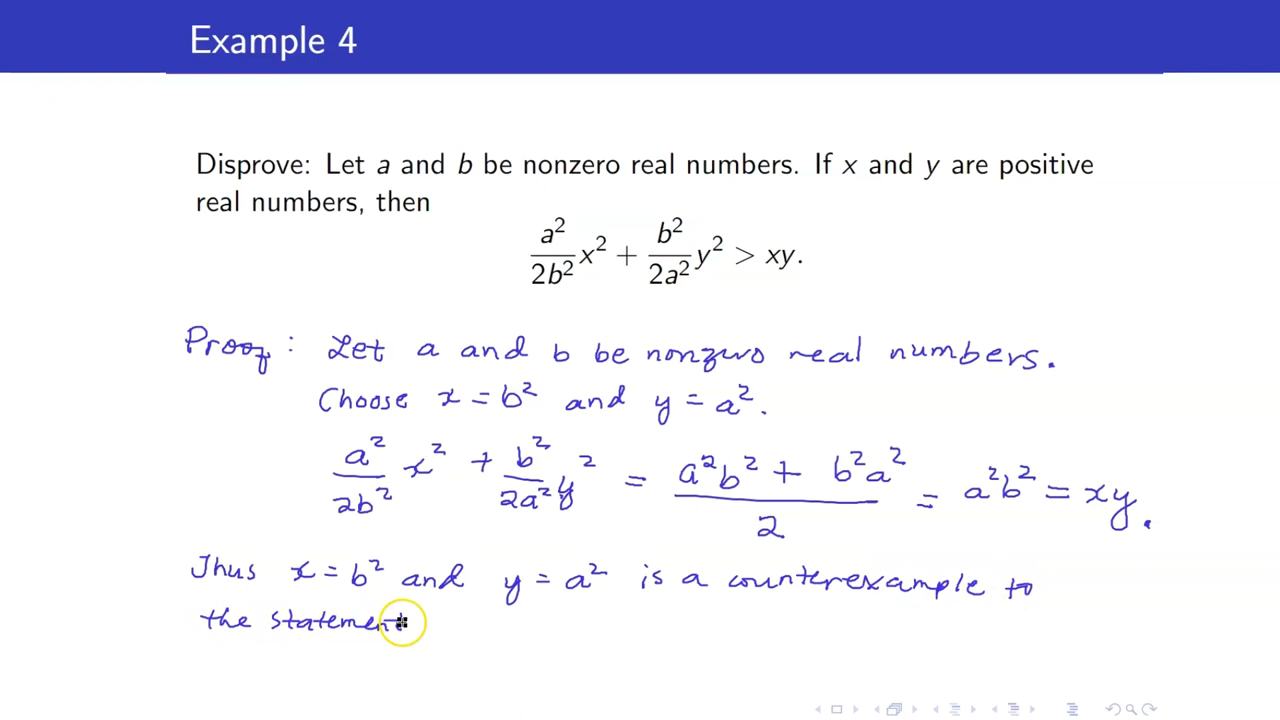 Example 4
Disprove: Let a and b be nonzero real numbers. If x and y are positive
real numbers, then
a²/2b² x² + b²/2a² y² > xy.
Proof: Let a and b be nonzero real numbers.
Choose x = b² and y = a².
a²/2b² x² + b²/2a² y² = (a²b² + b²a²)/2 = a²b² = xy.
Thus x = b² and y = a² is a counterexample to
the statement